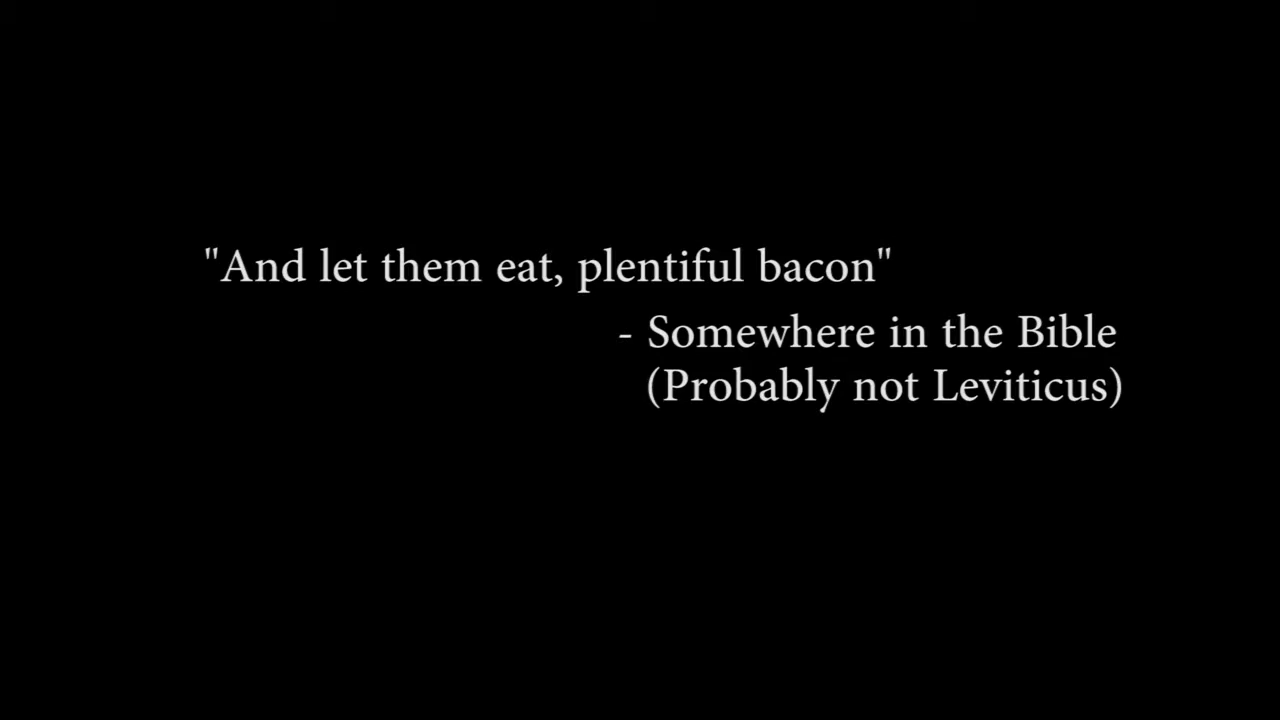 "And let them eat, plentiful bacon"
- Somewhere in the Bible
(Probably not Leviticus)